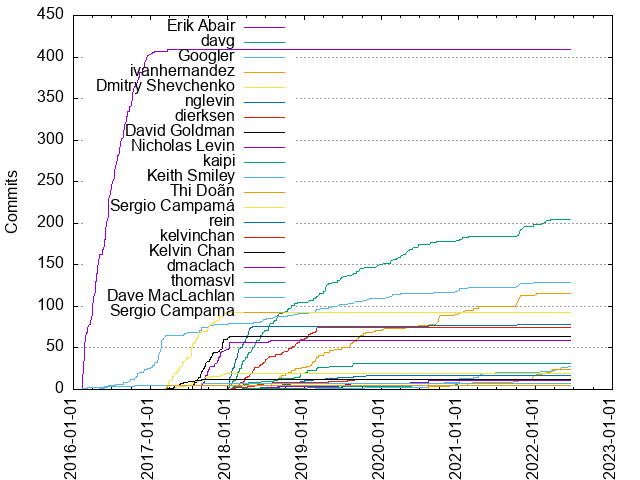 450
400
350
300
250
200
150
100
50
0
Commits
Erik Abair
davg
Googler
ivanhernandez
Dmitry Shevchenko
nglevin
dierksen
David Goldman
Nicholas Levin
kaipi
Keith Smiley
Thi Doãn
Sergio Campamá
rein
kelvinchan
Kelvin Chan
dmaclach
thomasvl
Dave MacLachlan
Sergio Campama
2016-01-01
2017-01-01
2018-01-01
2019-01-01
2020-01-01
2021-01-01
2022-01-01
2023-01-01